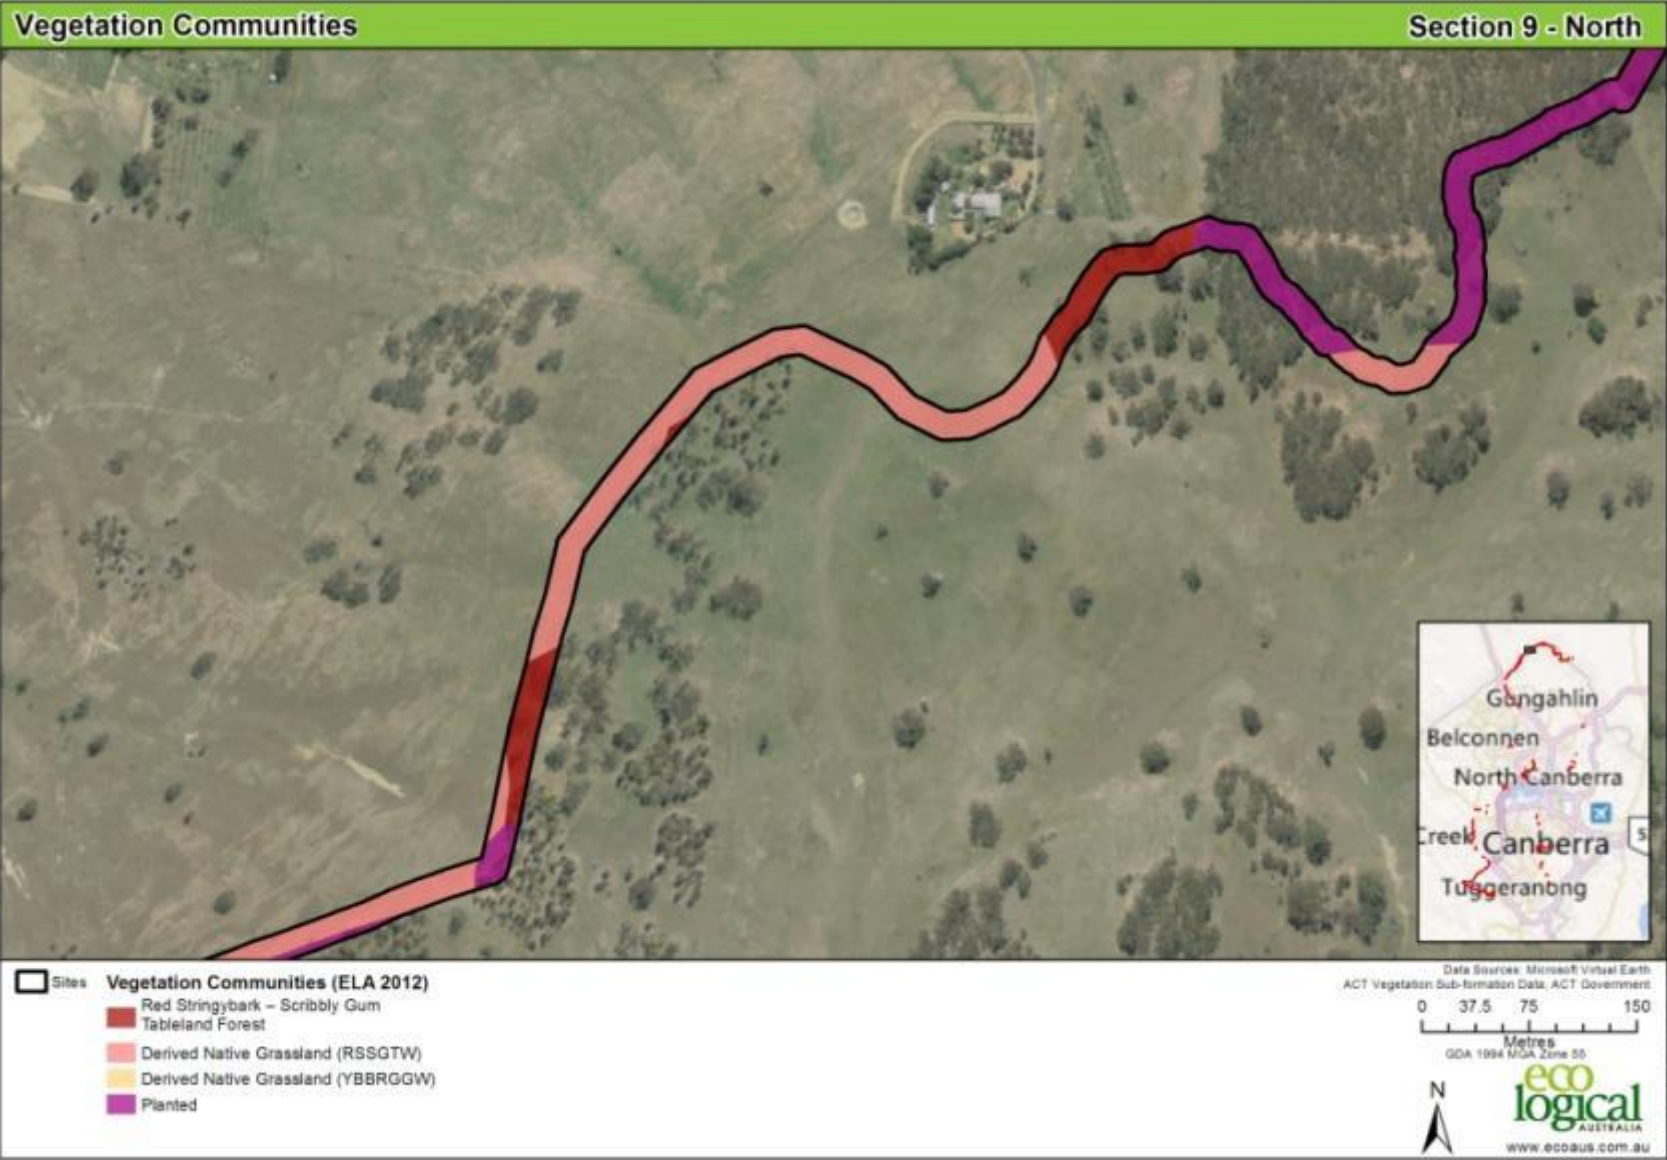 Vegetation Communities
Section 9 - North
Gungahlin
Belconnen
North Canberra
Creek
Canberra
5
Tuggeranong
Sites
Vegetation Communities (ELA 2012)
Red Stringybark – Scribbly Gum
Tableland Forest
Derived Native Grassland (RSSGTW)
Derived Native Grassland (YBBRGGW)
Planted
Data Sources: Microsoft Virtual Earth
ACT Vegetation Sub-formation Data, ACT Government
0 37.5 75 150
Metres
GDA 1994 MGA Zone 55
N
eco
logical
AUSTRALIA
www.ecoaus.com.au